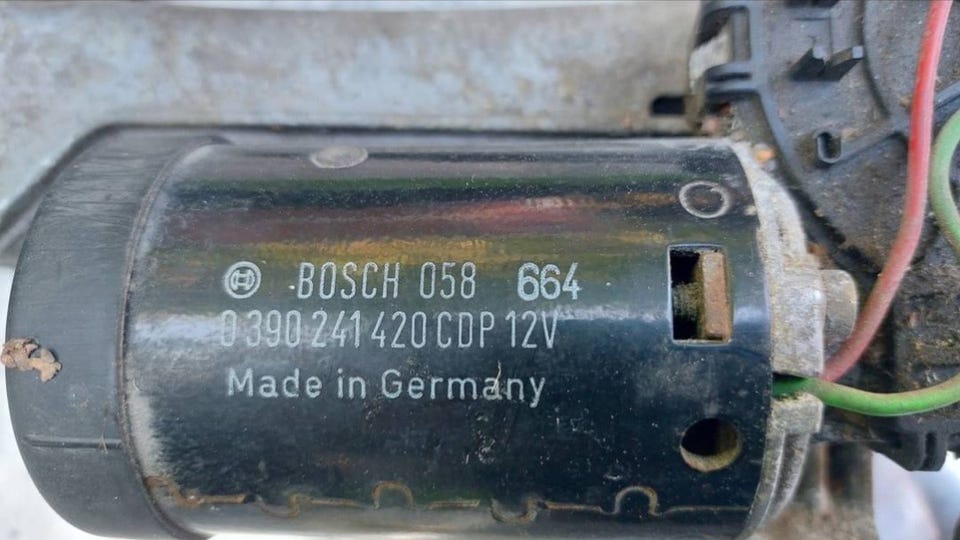 BOSCH 058 664
0 390 241 420 CDP 12V
Made in Germany